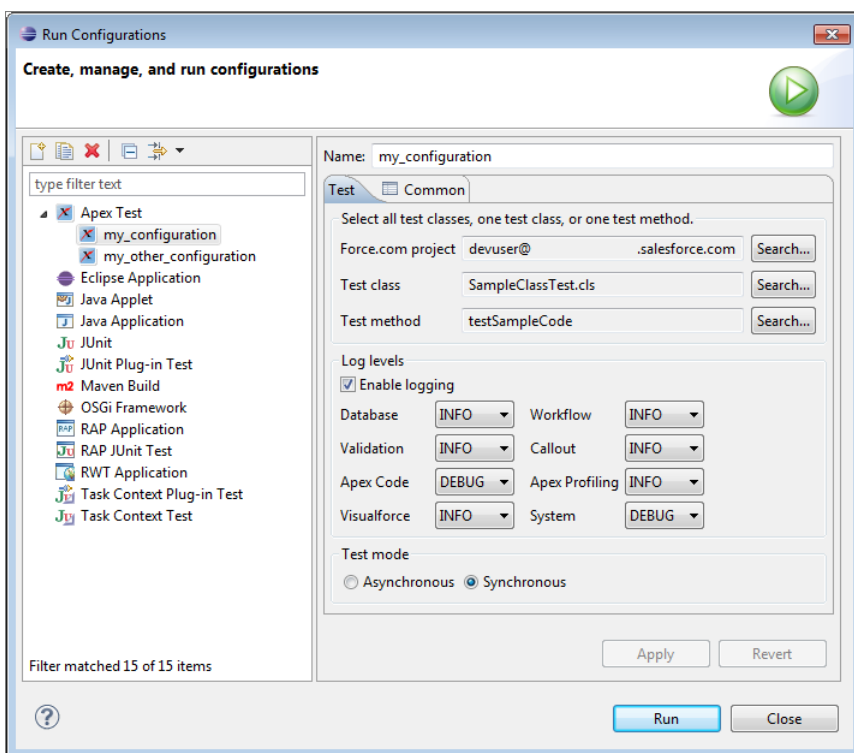 Run Configurations
Create, manage, and run configurations
type filter text
Apex Test
my_configuration
my_other_configuration
Eclipse Application
Java Applet
Java Application
JUnit
JUnit Plug-in Test
m2 Maven Build
OSGi Framework
RAP Application
RAP JUnit Test
RWT Application
Task Context Plug-in Test
Task Context Test
Filter matched 15 of 15 items
Name: my_configuration
Test Common
Select all test classes, one test class, or one test method.
Force.com project devuser@ .salesforce.com Search...
Test class SampleClassTest.cls Search...
Test method testSampleCode Search...
Log levels
Enable logging
Database INFO Workflow INFO
Validation INFO Callout INFO
Apex Code DEBUG Apex Profiling INFO
Visualforce INFO System DEBUG
Test mode
Asynchronous Synchronous
Apply Revert
Run Close